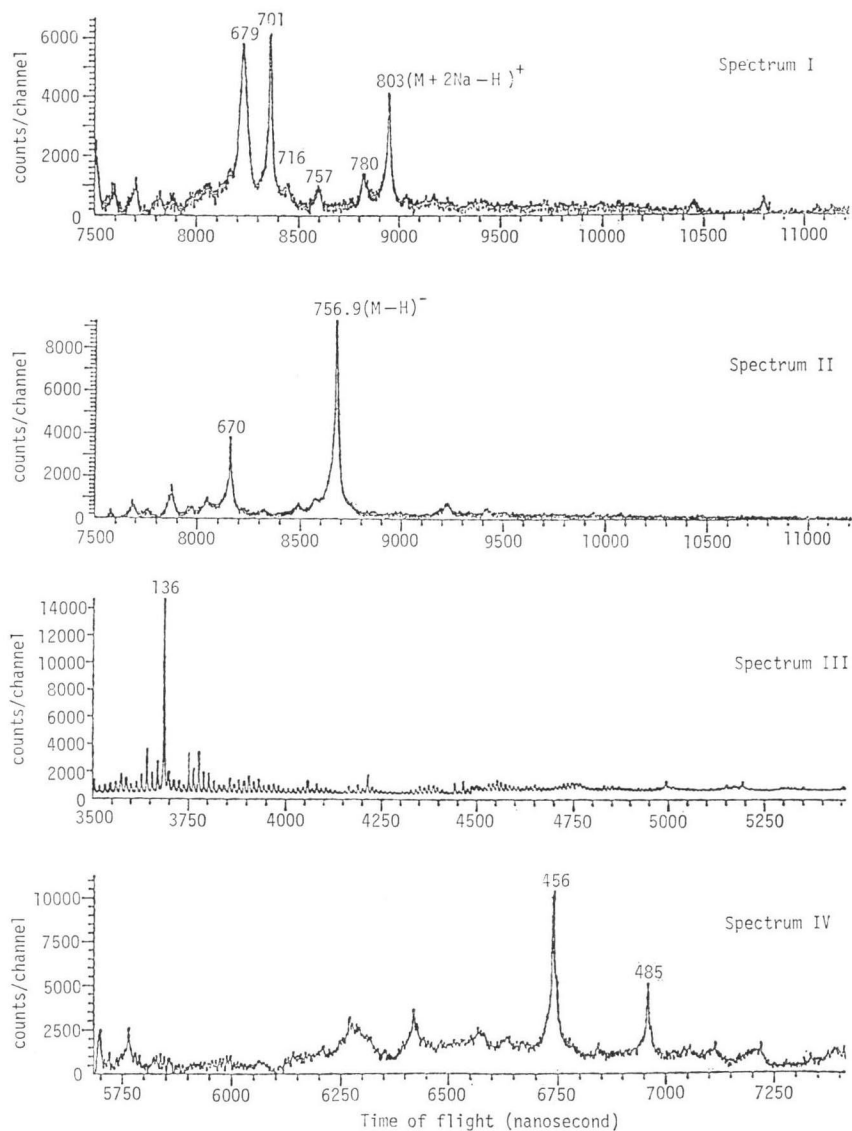 counts/channel
6000
4000
2000
0
679
701
716
757
780
803(M+2Na−H)⁺
Spectrum I
7500 8000 8500 9000 9500 10000 10500 11000
counts/channel
8000
6000
4000
2000
0
670
756.9(M−H)⁻
Spectrum II
7500 8000 8500 9000 9500 10000 10500 11000
counts/channel
14000
12000
10000
8000
6000
4000
2000
0
136
Spectrum III
3500 3750 4000 4250 4500 4750 5000 5250
counts/channel
10000
7500
5000
2500
0
456
485
Spectrum IV
5750 6000 6250 6500 6750 7000 7250
Time of flight (nanosecond)